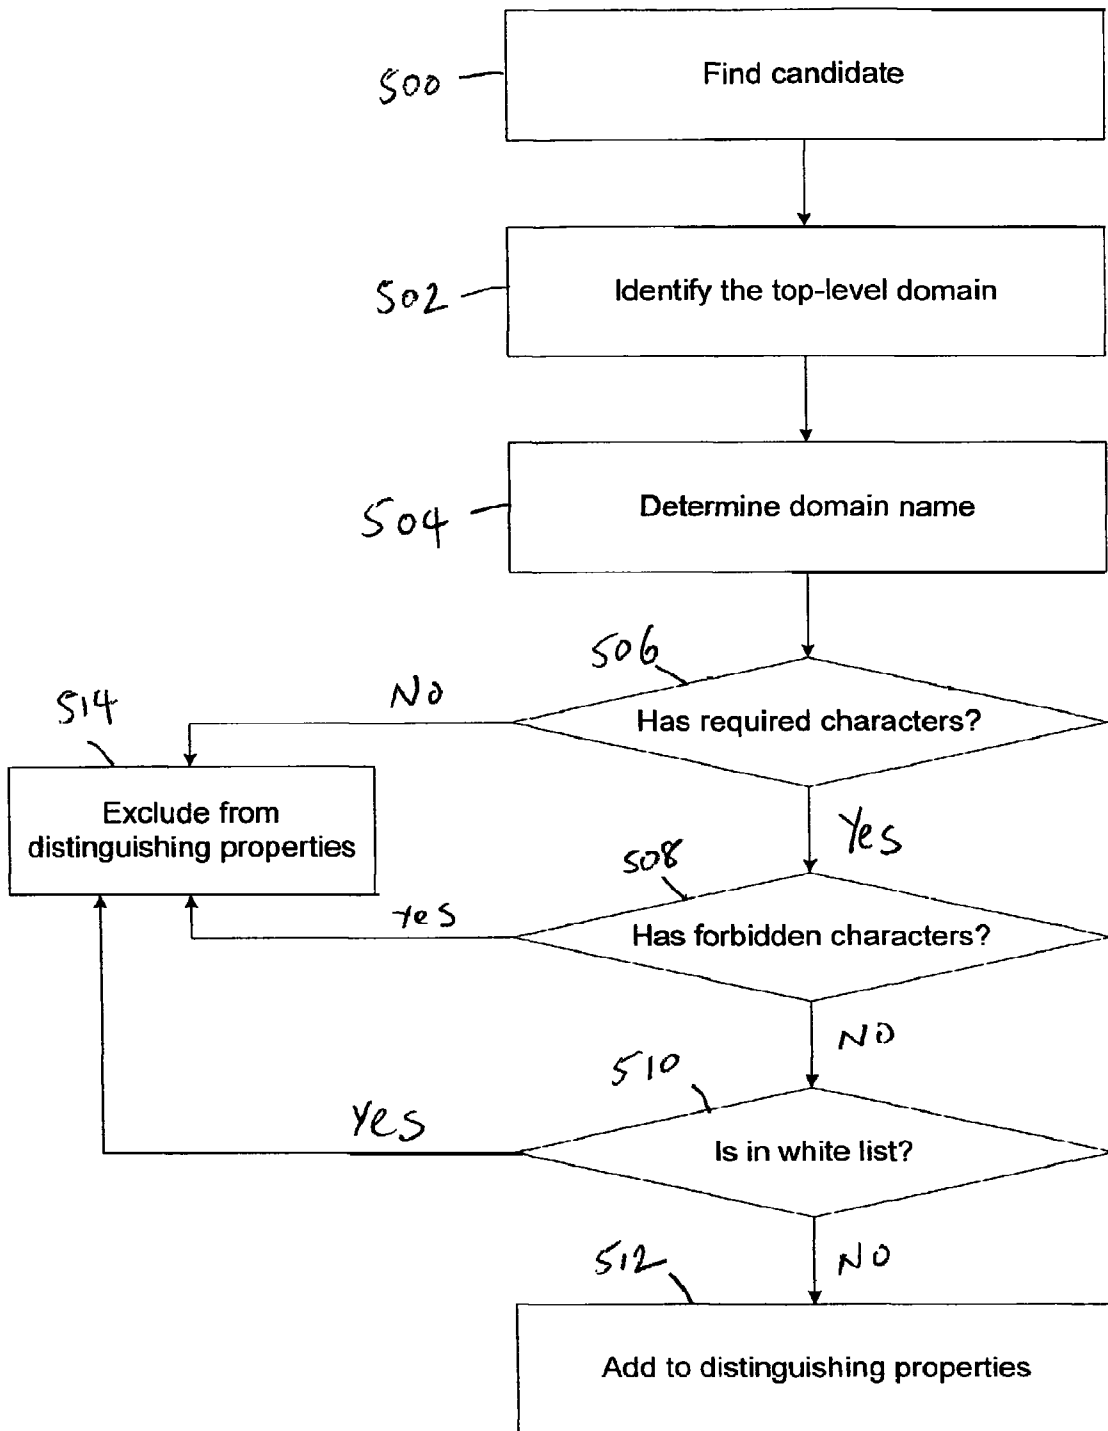 Find candidate
500
Identify the top-level domain
502
Determine domain name
504
506
No
Has required characters?
514
Exclude from
distinguishing properties
Yes
508
yes
Has forbidden characters?
NO
510
Yes
Is in white list?
512
NO
Add to distinguishing properties